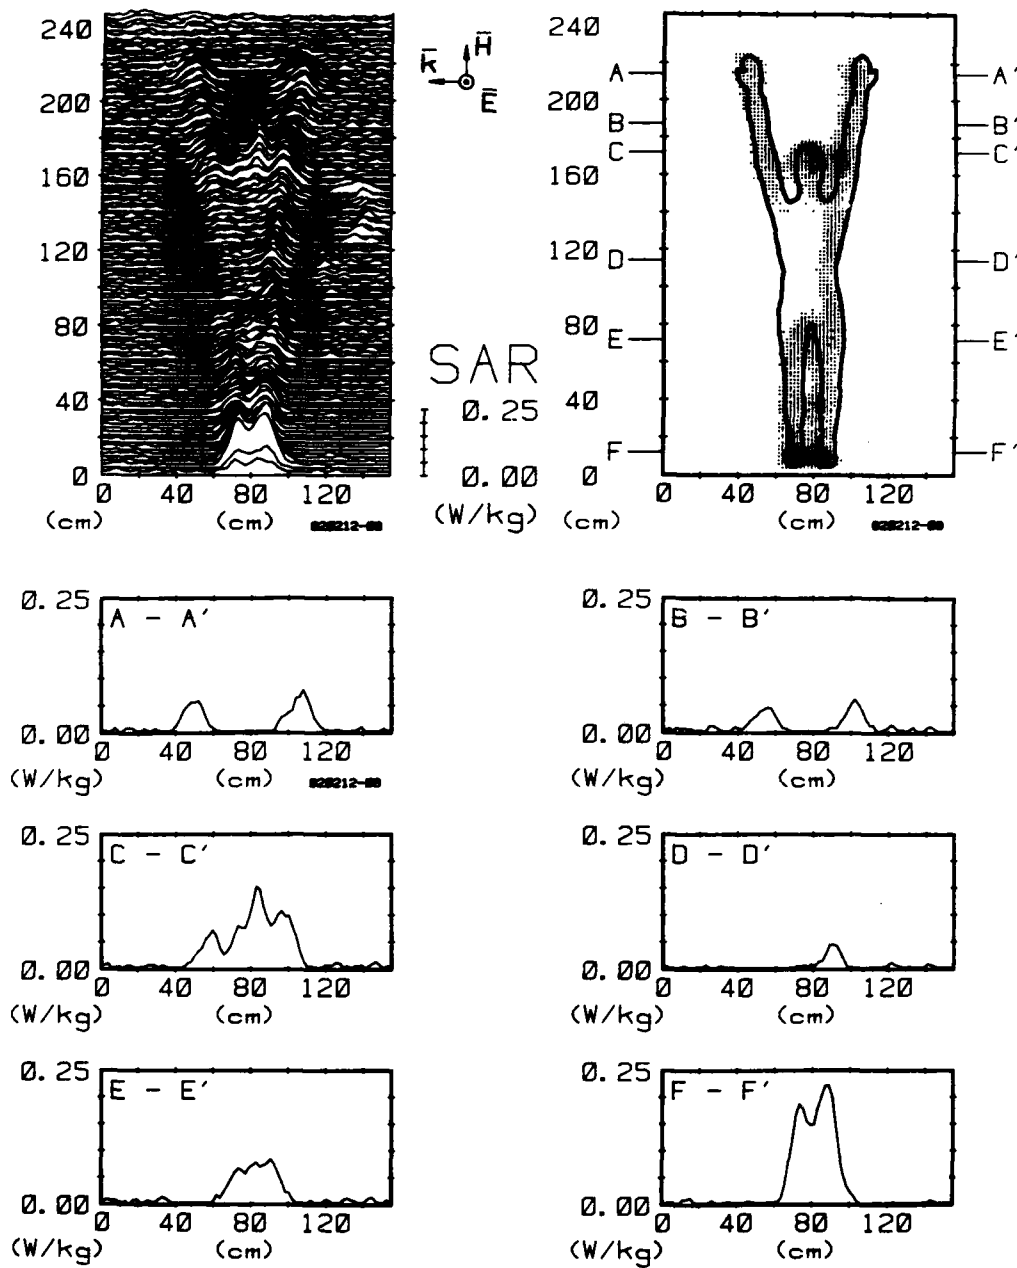 240
200
160
120
80
40
0
0 40 80 120
(cm) (cm)
K̅ H̅
E̅
SAR
0.25
0.00
(W/kg)
240
200
160
120
80
40
0
A A'
B B'
C C'
D D'
E E'
F F'
0 40 80 120
(cm) (cm)
0.25
A - A'
0.00
0 40 80 120
(W/kg) (cm)
0.25
B - B'
0.00
0 40 80 120
(W/kg) (cm)
0.25
C - C'
0.00
0 40 80 120
(W/kg) (cm)
0.25
D - D'
0.00
0 40 80 120
(W/kg) (cm)
0.25
E - E'
0.00
0 40 80 120
(W/kg) (cm)
0.25
F - F'
0.00
0 40 80 120
(W/kg) (cm)